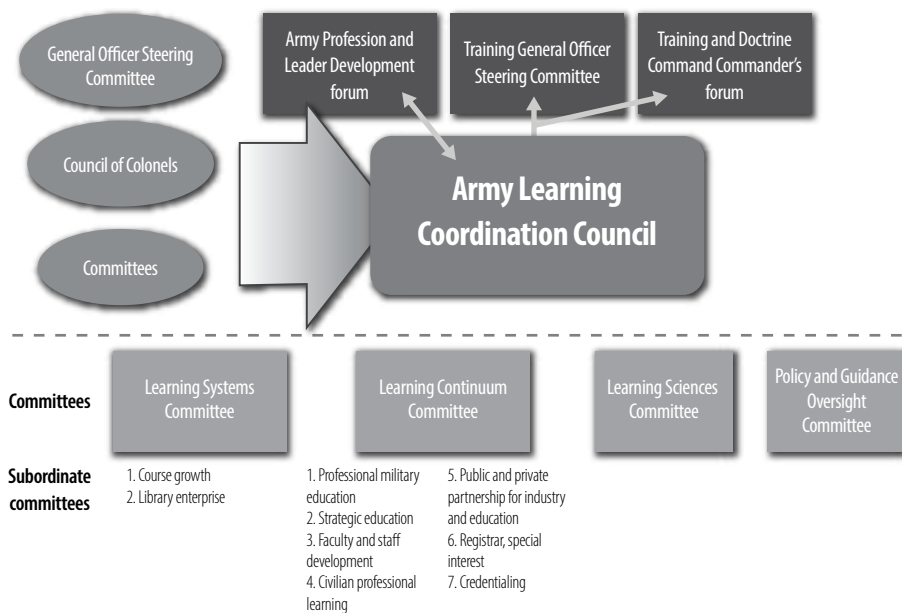 General Officer Steering
Committee
Council of Colonels
Committees
Army Profession and
Leader Development
forum
Training General Officer
Steering Committee
Training and Doctrine
Command Commander's
forum
Army Learning
Coordination Council
Committees
Learning Systems
Committee
Learning Continuum
Committee
Learning Sciences
Committee
Policy and Guidance
Oversight
Committee
Subordinate
committees
1. Course growth
2. Library enterprise
1. Professional military
education
2. Strategic education
3. Faculty and staff
development
4. Civilian professional
learning
5. Public and private
partnership for industry
and education
6. Registrar, special
interest
7. Credentialing